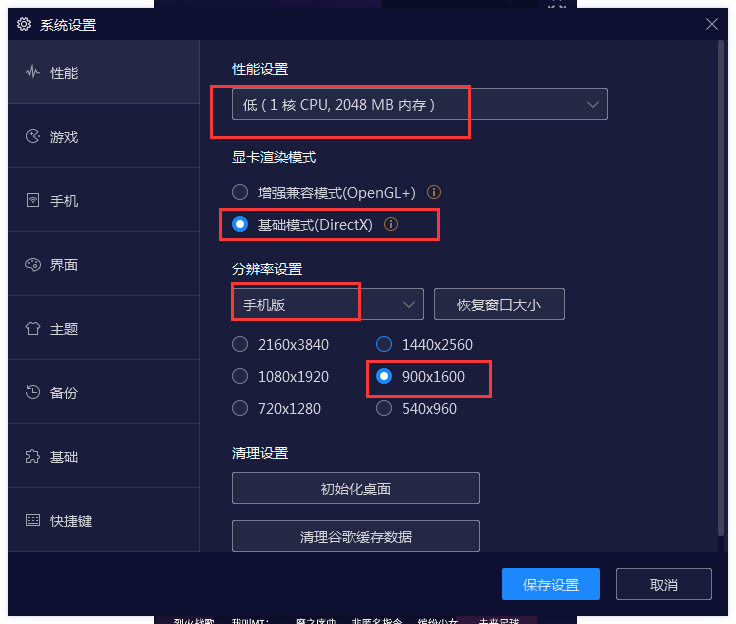 系统设置
性能
游戏
手机
界面
主题
备份
基础
快捷键
性能设置
低 ( 1 核 CPU, 2048 MB 内存 )
显卡渲染模式
增强兼容模式(OpenGL+)
基础模式(DirectX)
分辨率设置
手机版
恢复窗口大小
2160x3840
1440x2560
1080x1920
900x1600
720x1280
540x960
清理设置
初始化桌面
清理谷歌缓存数据
保存设置
取消